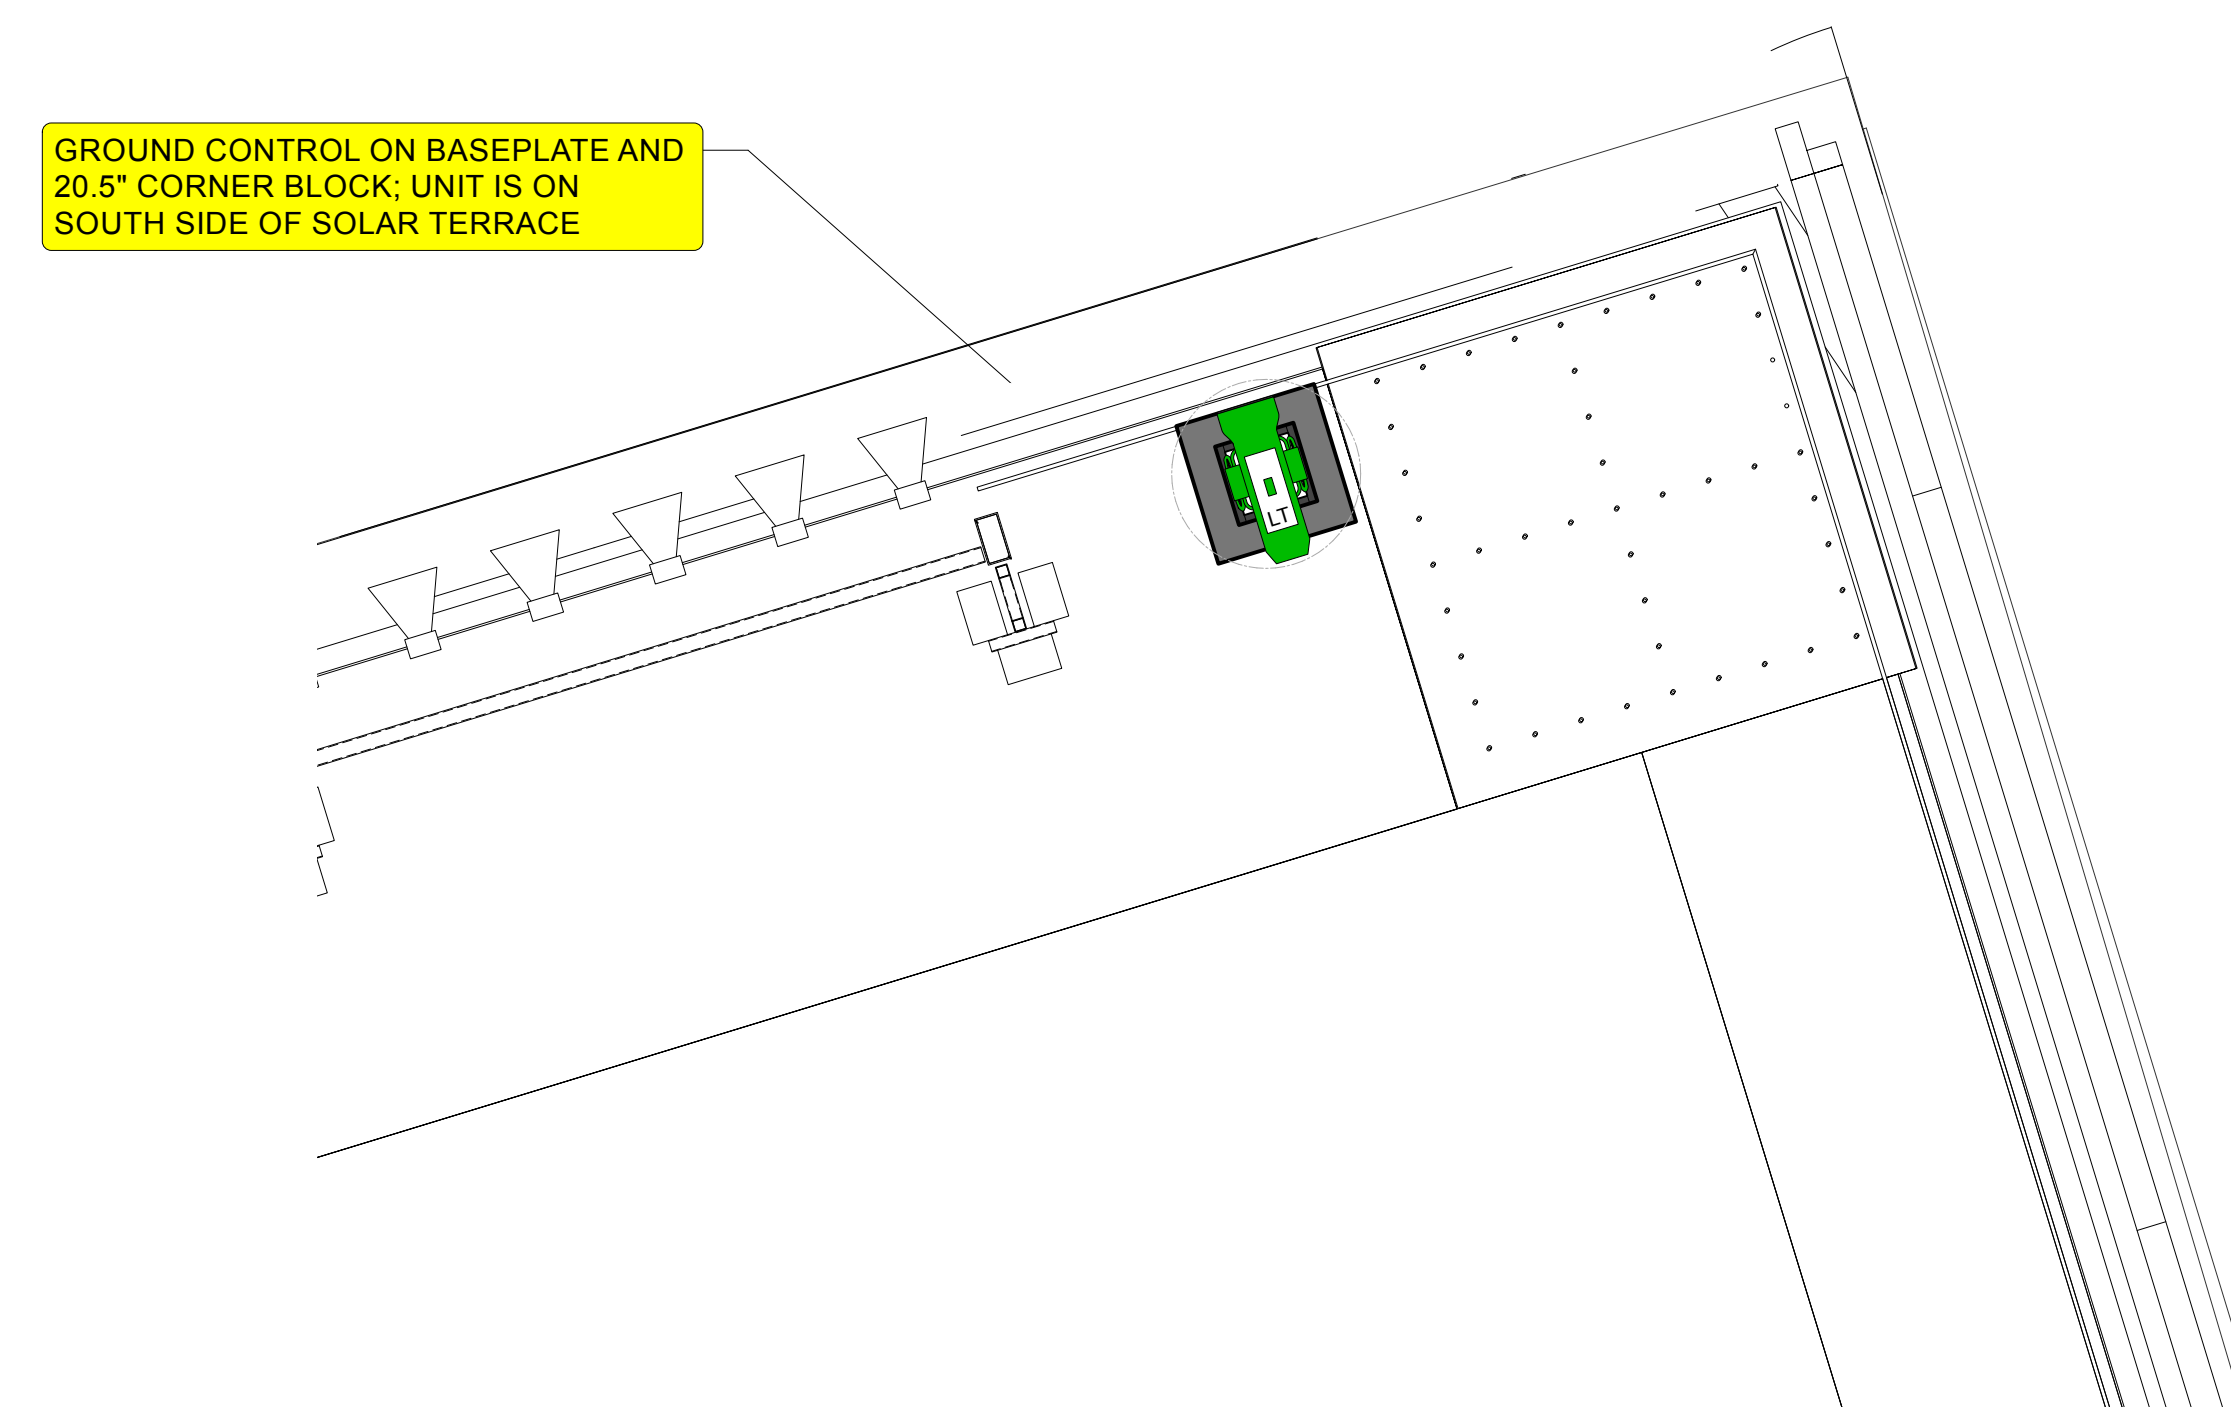 GROUND CONTROL ON BASEPLATE AND
20.5" CORNER BLOCK; UNIT IS ON
SOUTH SIDE OF SOLAR TERRACE
LT